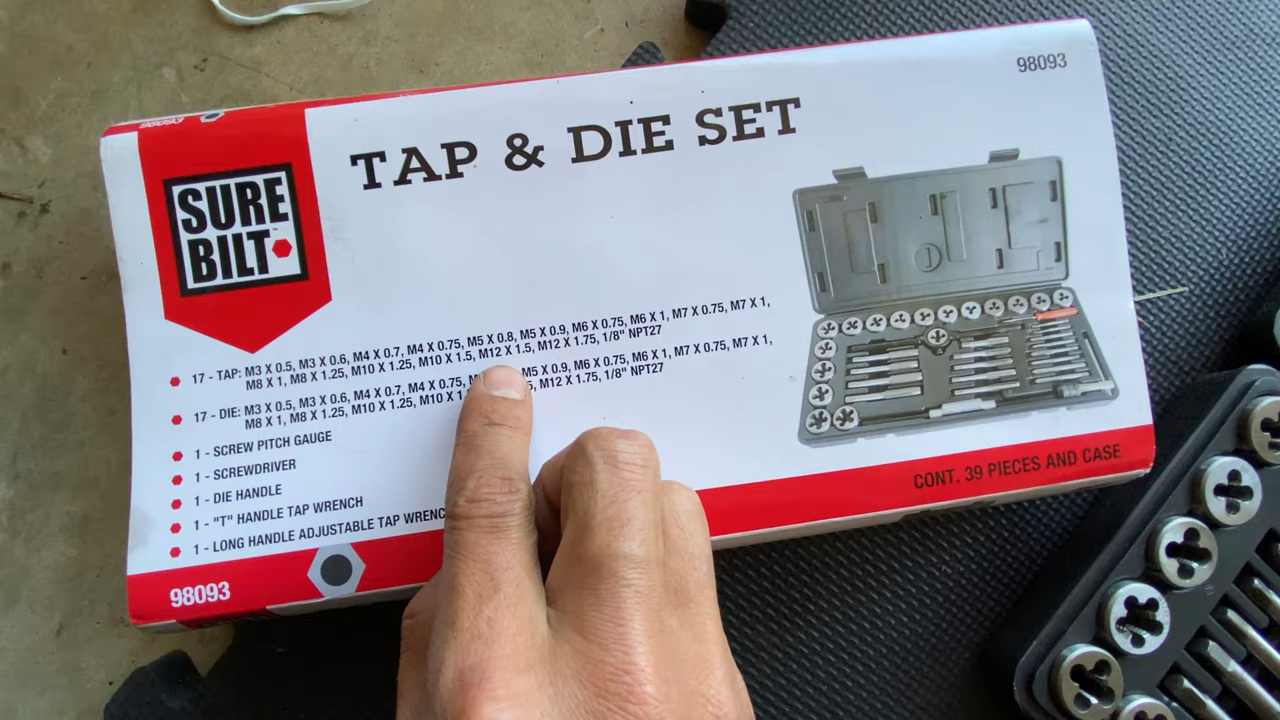 98093
TAP & DIE SET
SURE
BILT
17 - TAP: M3 X 0.5, M3 X 0.6, M4 X 0.7, M4 X 0.75, M5 X 0.8, M5 X 0.9, M6 X 0.75, M6 X 1, M7 X 0.75, M7 X 1,
M8 X 1, M8 X 1.25, M10 X 1.25, M10 X 1.5, M12 X 1.5, M12 X 1.75, 1/8" NPT27
17 - DIE: M3 X 0.5, M3 X 0.6, M4 X 0.7, M4 X 0.75, M5 X 0.9, M6 X 0.75, M6 X 1, M7 X 0.75, M7 X 1,
M8 X 1, M8 X 1.25, M10 X 1.25, M10 X M12 X 1.75, 1/8" NPT27
1 - SCREW PITCH GAUGE
1 - SCREWDRIVER
1 - DIE HANDLE
1 - "T" HANDLE TAP WRENCH
1 - LONG HANDLE ADJUSTABLE TAP WRENC
CONT. 39 PIECES AND CASE
98093